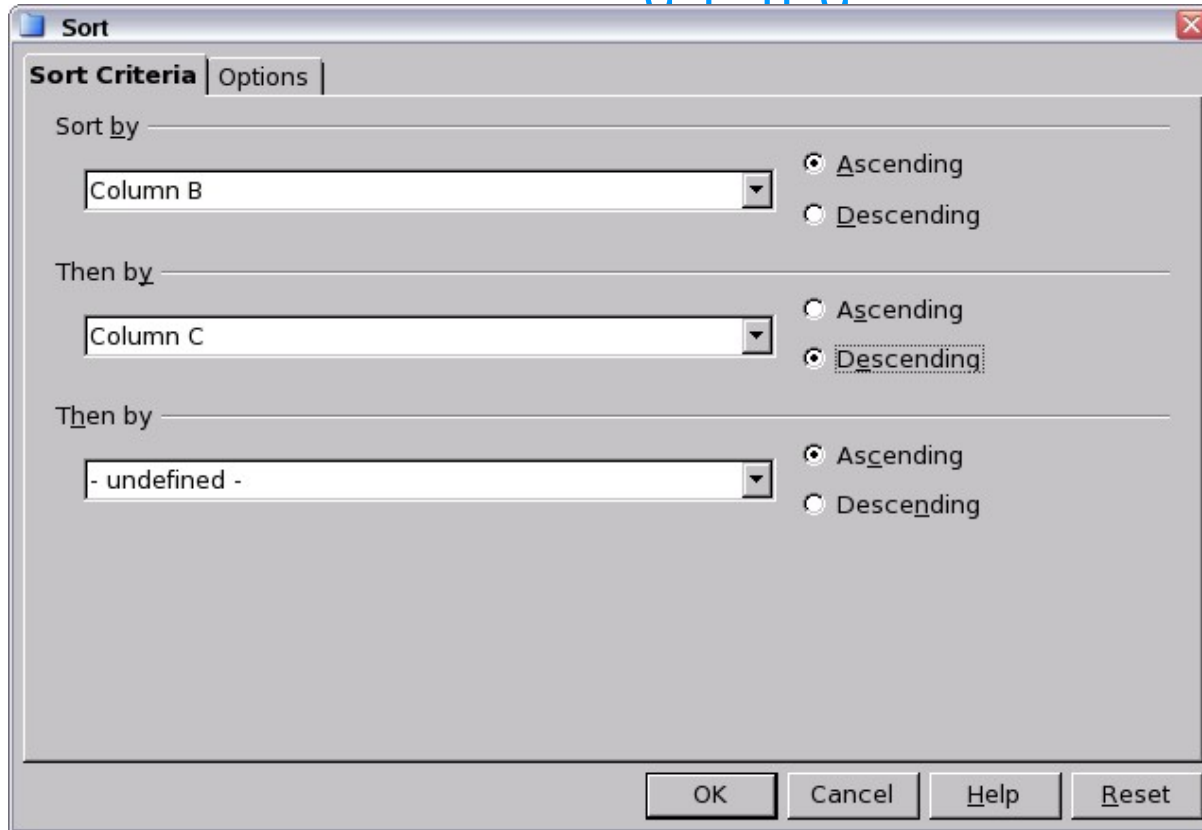 Sort
Sort Criteria Options
Sort by
Column B
Ascending
Descending
Then by
Column C
Ascending
Descending
Then by
- undefined -
Ascending
Descending
OK Cancel Help Reset